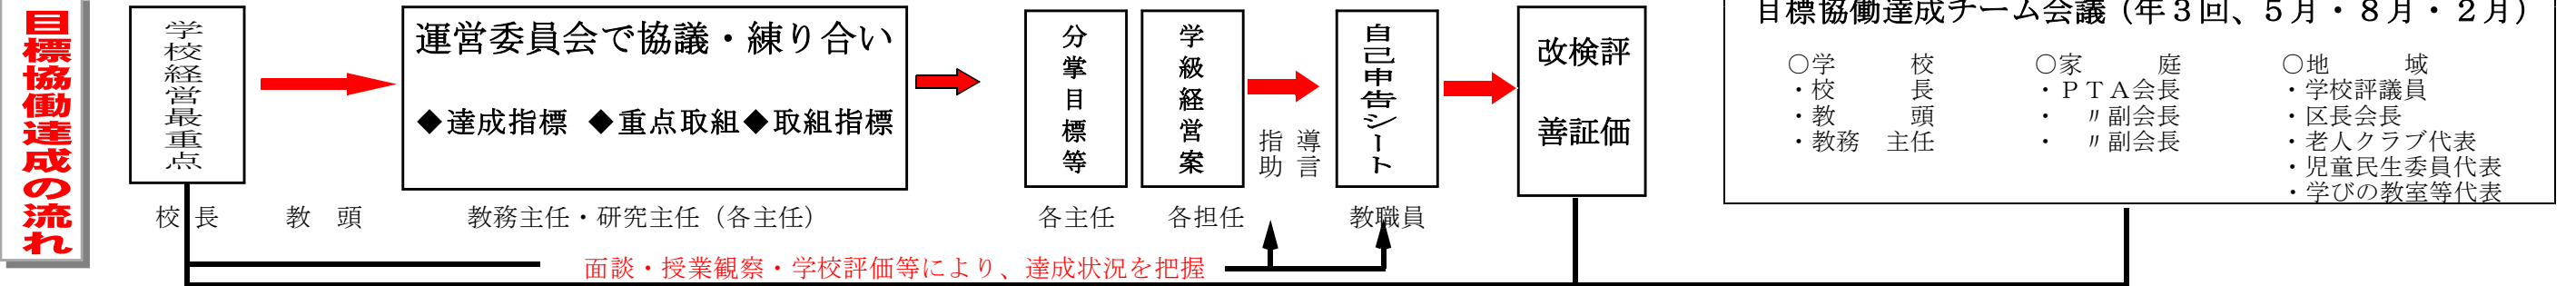 目標協働達成の流れ
学校経営最重点
運営委員会で協議・練り合い
◆達成指標 ◆重点取組◆取組指標
分掌目標等
学級経営案
指導
助言
自己申告シート
改検評
善証価
校長
教頭
教務主任・研究主任（各主任）
各主任
各担任
教職員
面談・授業観察・学校評価等により、達成状況を把握
目標協働達成チーム会議（年３回、５月・８月・２月）
○学校
・校長
・教頭
・教務 主任
○家庭
・ＰＴＡ会長
・ 〃副会長
・ 〃副会長
○地域
・学校評議員
・区長会長
・老人クラブ代表
・児童民生委員代表
・学びの教室等代表